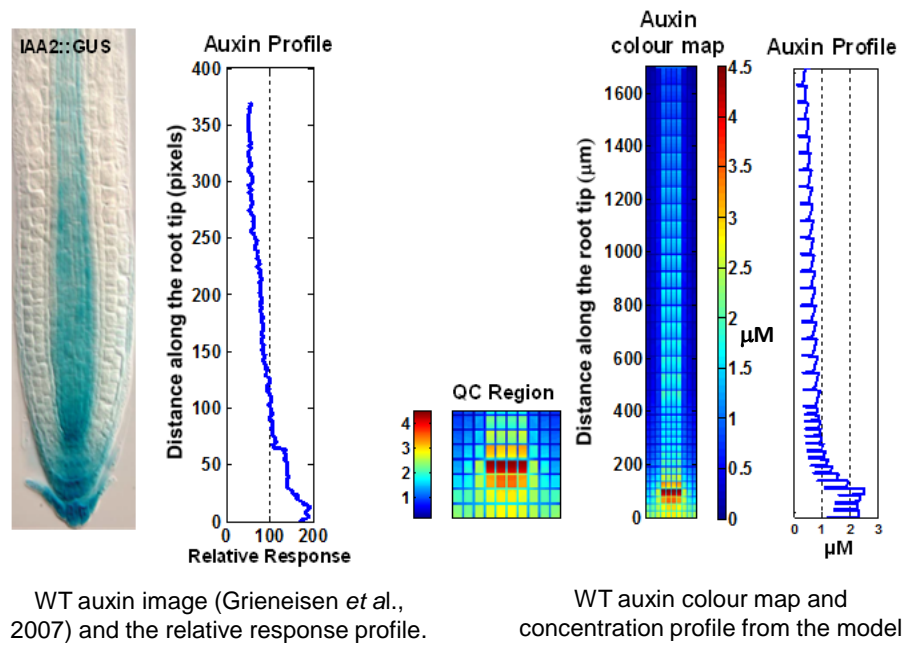 IAA2::GUS
Auxin Profile
400
350
300
250
200
150
100
50
0
Distance along the root tip (pixels)
0 100 200
Relative Response
QC Region
4
3
2
1
Auxin
colour map
1600
1400
1200
1000
800
600
400
200
0
Distance along the root tip (µm)
4.5
4
3.5
3
2.5
2
1.5
1
0.5
0
µM
Auxin Profile
0 1 2 3
µM
WT auxin image (Grieneisen et al.,
2007) and the relative response profile.
WT auxin colour map and
concentration profile from the model